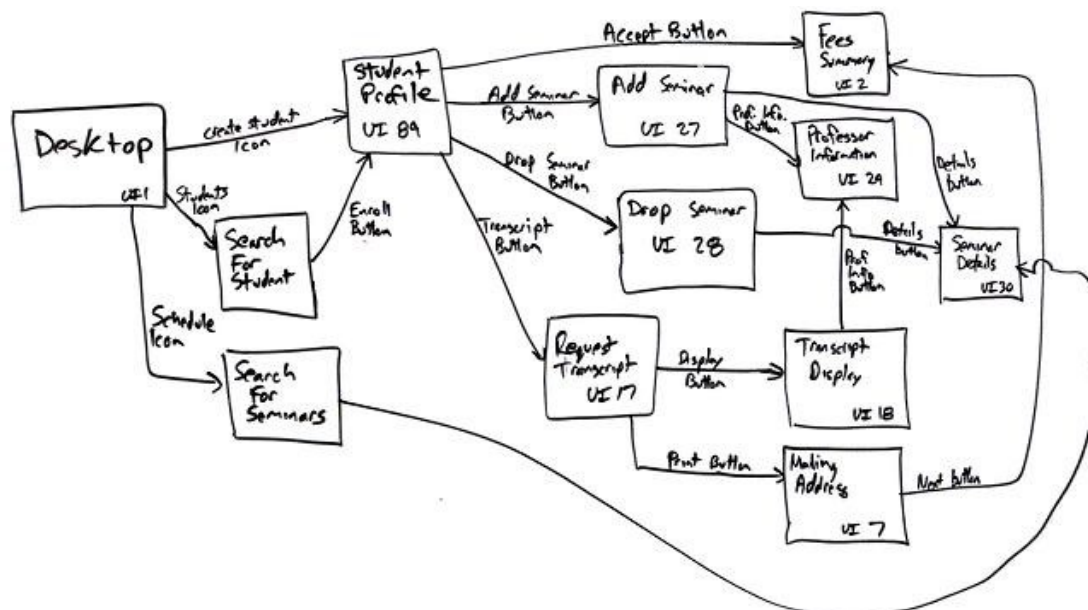 Desktop
UI 1
Create Student
Icon
Students
Icon
Schedule
Icon
Search
For
Student
Search
For
Seminars
Enroll
Button
Student
Profile
UI 89
Accept Button
Add Seminar
Button
Drop Seminar
Button
Transcript
Button
Fees
Summary
UI 2
Add Seminar
UI 27
Prof. Info.
Button
Professor
Information
UI 29
Details
Button
Drop Seminar
UI 28
Details
Button
Seminar
Details
UI 30
Prof
Info
Button
Request
Transcript
UI 17
Display
Button
Transcript
Display
UI 18
Print Button
Mailing
Address
UI 7
Next button